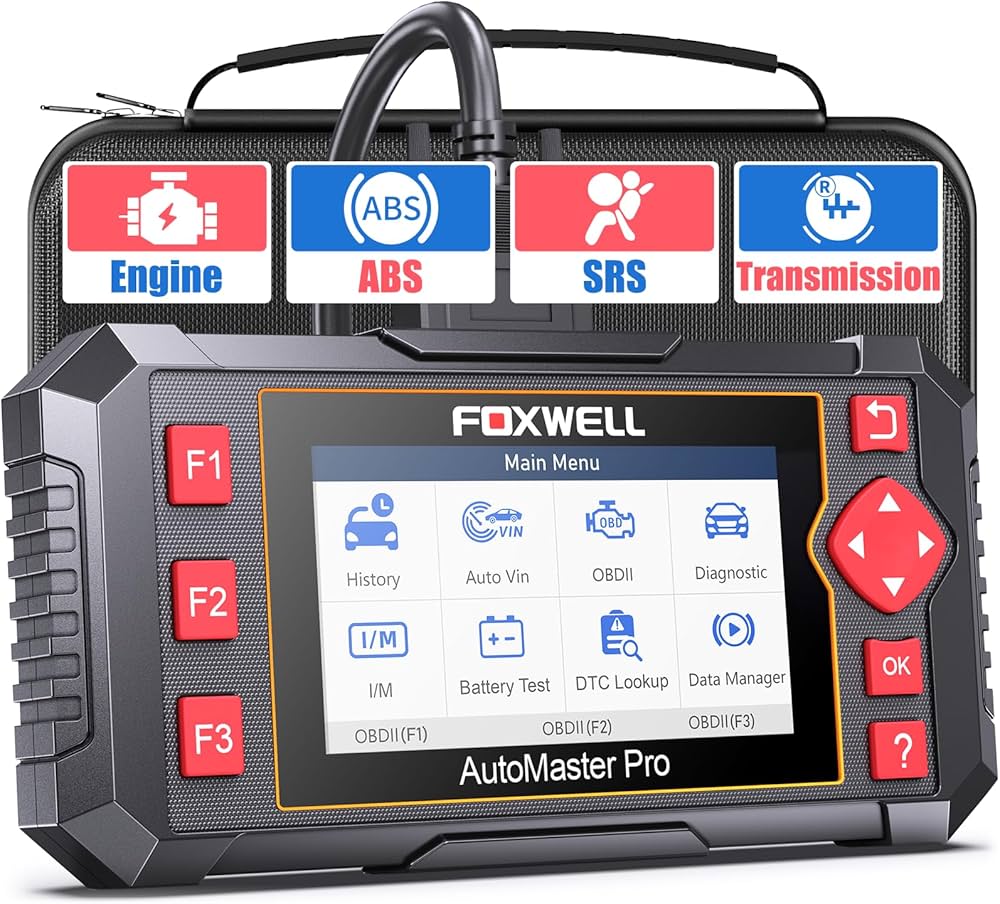 ABS
R
Engine
ABS
SRS
Transmission
FOXWELL
Main Menu
L
VIN
OBD
History
Auto Vin
OBDII
Diagnostic
I/M
I/M
Battery Test
DTC Lookup
Data Manager
OBDII(F1)
OBDII(F2)
OBDII(F3)
AutoMaster Pro
F1
F2
F3
OK
?